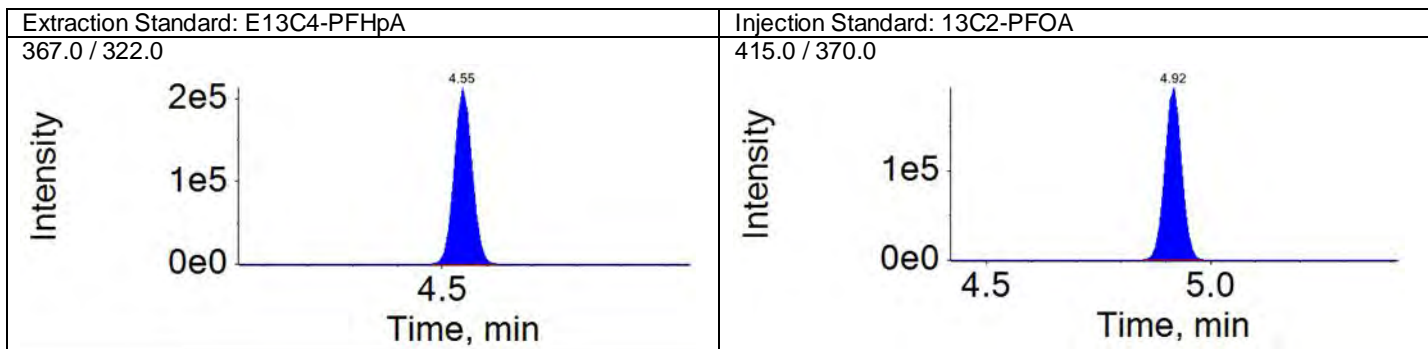 Extraction Standard: E13C4-PFHpA
367.0 / 322.0
4.55
2e5
1e5
0e0
Intensity
4.5
Time, min
Injection Standard: 13C2-PFOA
415.0 / 370.0
4.92
1e5
0e0
Intensity
4.5 5.0
Time, min